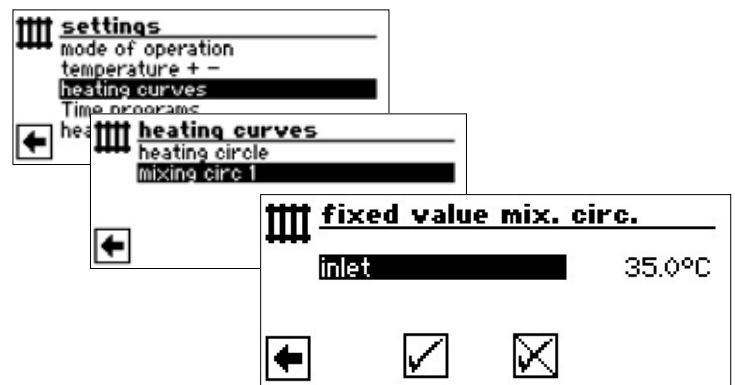 settings
mode of operation
temperature + −
heating curves
Time programs
hea
heating curves
heating circle
mixing circ 1
fixed value mix. circ.
inlet 35.0°C